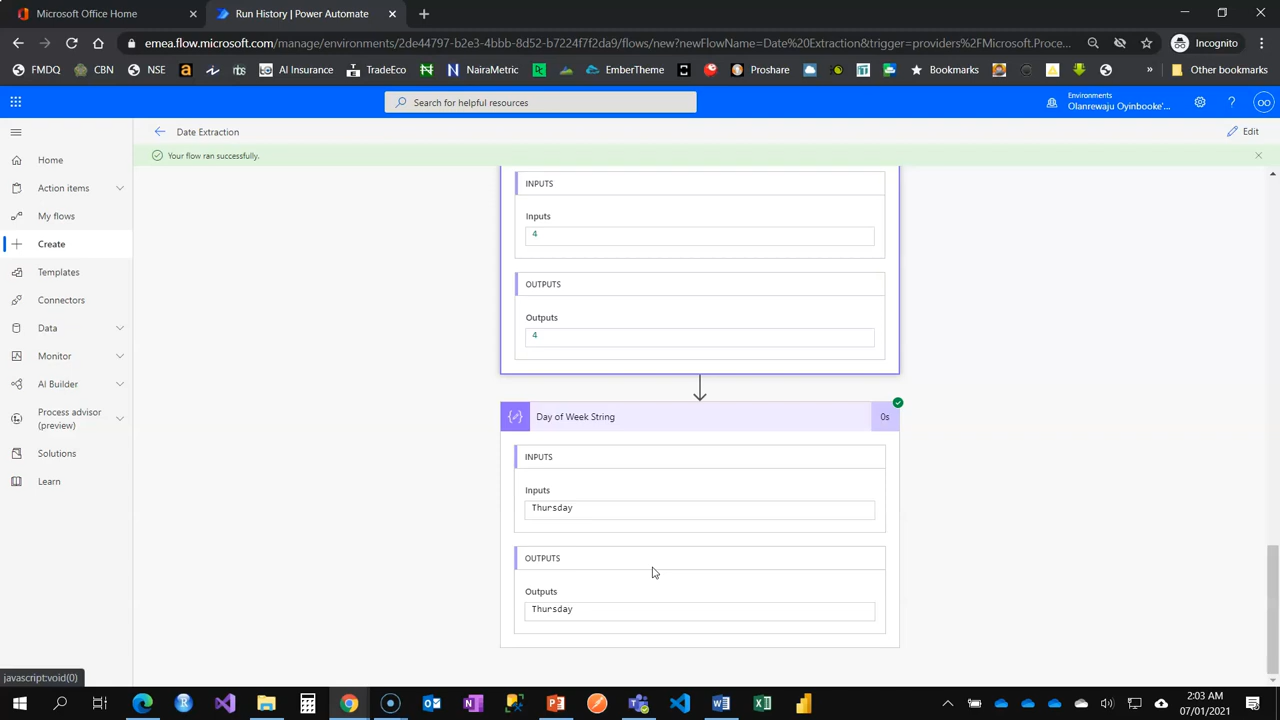 Microsoft Office Home
Run History | Power Automate
emea.flow.microsoft.com/manage/environments/2de44797-b2e2-4bbb-8d52-b7224f7f2da9/flows/new?newFlowName=Date%20Extraction&trigger=providers%2FMicrosoft.Proce...
Incognito
FMDQ
CBN
NSE
AI Insurance
TradeEco
NairaMetric
EmberTheme
Proshare
Bookmarks
»
Other bookmarks
Search for helpful resources
Environments
Olanrewaju Oyinbooke'...
OO
Date Extraction
Edit
Your flow ran successfully.
Home
Action items
My flows
Create
Templates
Connectors
Data
Monitor
AI Builder
Process advisor
(preview)
Solutions
Learn
INPUTS
Inputs
4
OUTPUTS
Outputs
4
Day of Week String
0s
INPUTS
Inputs
Thursday
OUTPUTS
Outputs
Thursday
javascript:void(0)
2:03 AM
07/01/2021